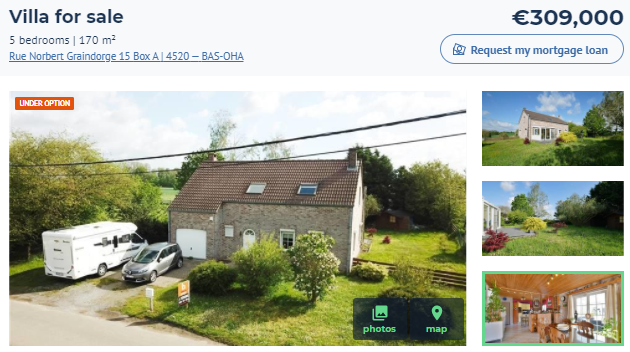 Villa for sale
€309,000
5 bedrooms | 170 m²
Rue Norbert Graindorge 15 Box A | 4520 — BAS-OHA
Request my mortgage loan
UNDER OPTION
photos
map